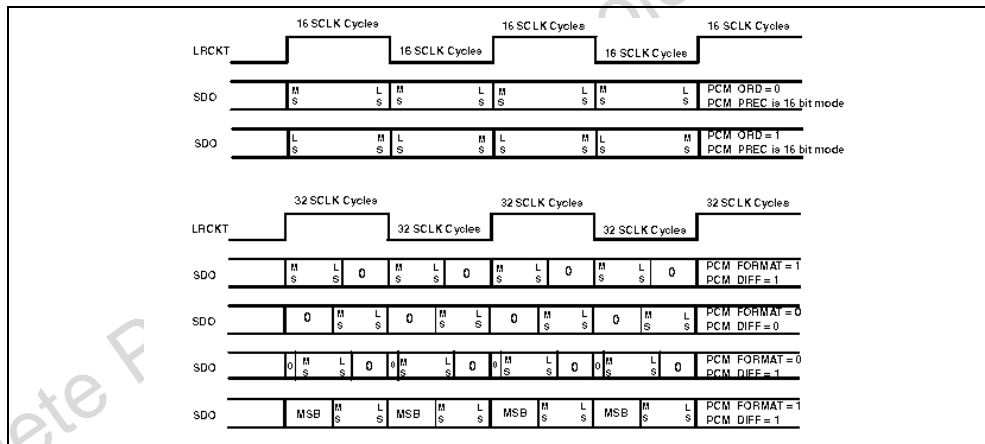 16 SCLK Cycles 16 SCLK Cycles 16 SCLK Cycles
LRCKT 16 SCLK Cycles 16 SCLK Cycles
SDO M S L S M S L S M S L S M S L S PCM ORD = 0
PCM PREC is 16 bit mode
SDO L S M S L S M S L S M S L S M S PCM ORD = 1
PCM PREC is 16 bit mode
32 SCLK Cycles 32 SCLK Cycles 32 SCLK Cycles
LRCKT 32 SCLK Cycles 32 SCLK Cycles
SDO M S L S 0 M S L S 0 M S L S 0 M S L S 0 PCM FORMAT = 1
PCM DIFF = 1
SDO 0 M S L S 0 M S L S 0 M S L S 0 M S L S PCM FORMAT = 0
PCM DIFF = 0
SDO 0 M S L S 0 0 M S L S 0 0 M S L S 0 0 M S L S 0 PCM FORMAT = 0
PCM DIFF = 1
SDO MSB M S L S MSB M S L S MSB M S L S MSB M S L S PCM FORMAT = 1
PCM DIFF = 1
ete P